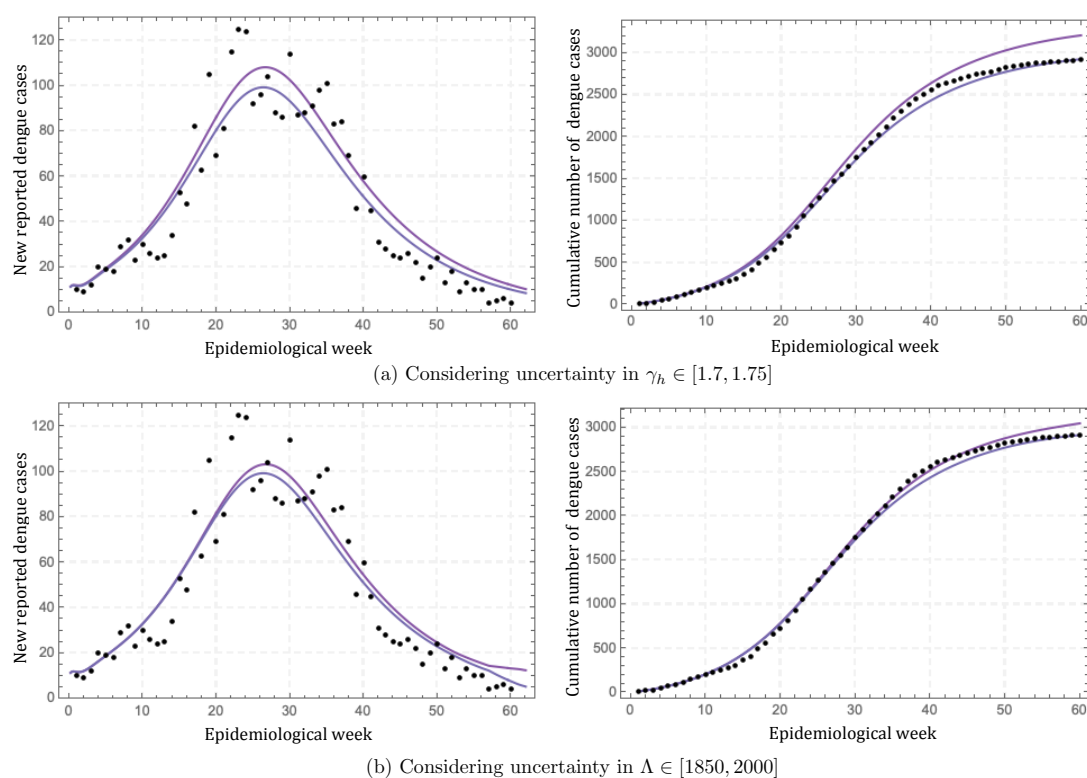 New reported dengue cases
120
100
80
60
40
20
0
0 10 20 30 40 50 60
Epidemiological week
Cumulative number of dengue cases
3000
2500
2000
1500
1000
500
0
0 10 20 30 40 50 60
Epidemiological week
(a) Considering uncertainty in γₕ ∈ [1.7, 1.75]
New reported dengue cases
120
100
80
60
40
20
0
0 10 20 30 40 50 60
Epidemiological week
Cumulative number of dengue cases
3000
2500
2000
1500
1000
500
0
0 10 20 30 40 50 60
Epidemiological week
(b) Considering uncertainty in Λ ∈ [1850, 2000]